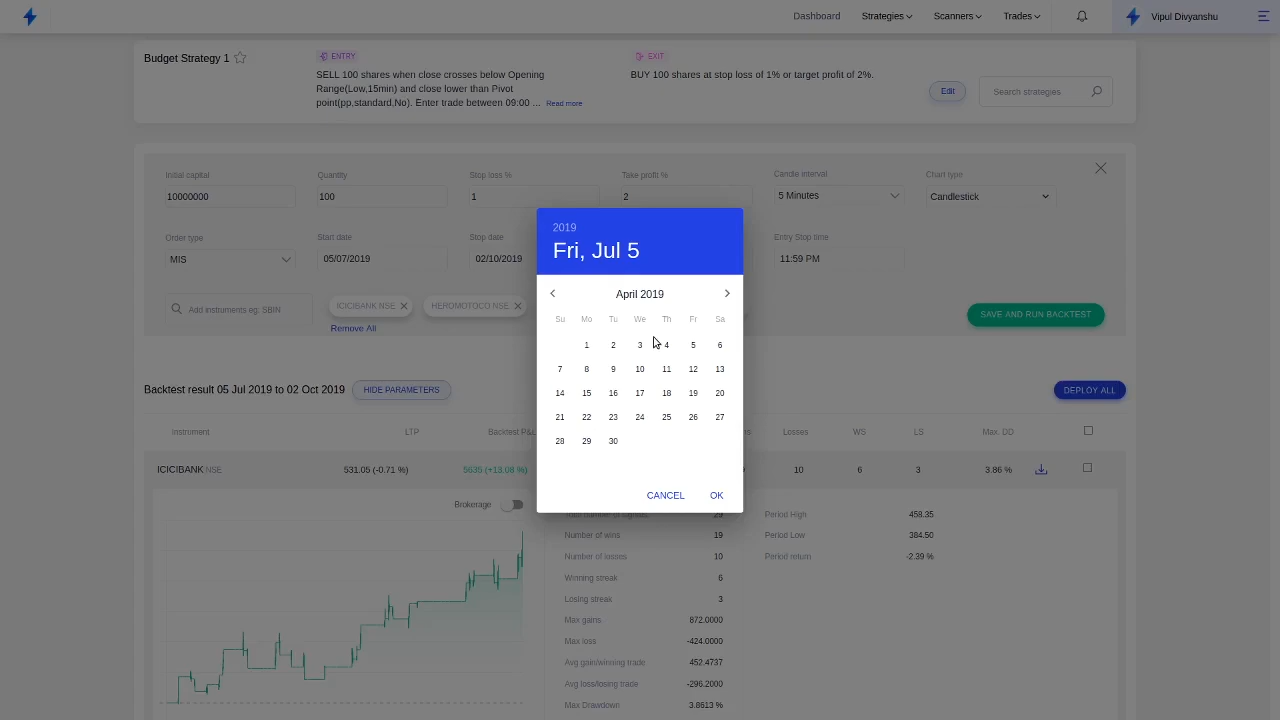 Dashboard Strategies Scanners Trades Vipul Divyanshu
Budget Strategy 1
ENTRY
SELL 100 shares when close crosses below Opening
Range(Low,15min) and close lower than Pivot
point(pp,standard,No). Enter trade between 09:00 ... Read more
EXIT
BUY 100 shares at stop loss of 1% or target profit of 2%.
Edit
Search strategies
Initial capital Quantity Stop loss % Take profit % Candle interval Chart type
10000000 100 1 2 5 Minutes Candlestick
Order type Start date Stop date Entry Stop time
MIS 05/07/2019 02/10/2019 11:59 PM
Add instruments eg: SBIN ICICIBANK NSE HEROMOTOCO NSE
Remove All
SAVE AND RUN BACKTEST
2019
Fri, Jul 5
April 2019
Su Mo Tu We Th Fr Sa
1 2 3 4 5 6
7 8 9 10 11 12 13
14 15 16 17 18 19 20
21 22 23 24 25 26 27
28 29 30
CANCEL OK
Backtest result 05 Jul 2019 to 02 Oct 2019 HIDE PARAMETERS DEPLOY ALL
Instrument LTP Backtest P&L Losses WS LS Max. DD
ICICIBANK NSE 531.05 (-0.71 %) 5635 (+13.08 %) 10 6 3 3.86 %
Brokerage
Total number of signals 29
Number of wins 19
Number of losses 10
Winning streak 6
Losing streak 3
Max gains 872.0000
Max loss -424.0000
Avg gain/winning trade 452.4737
Avg loss/losing trade -296.2000
Max Drawdown 3.8613 %
Period High 458.35
Period Low 384.50
Period return -2.39 %